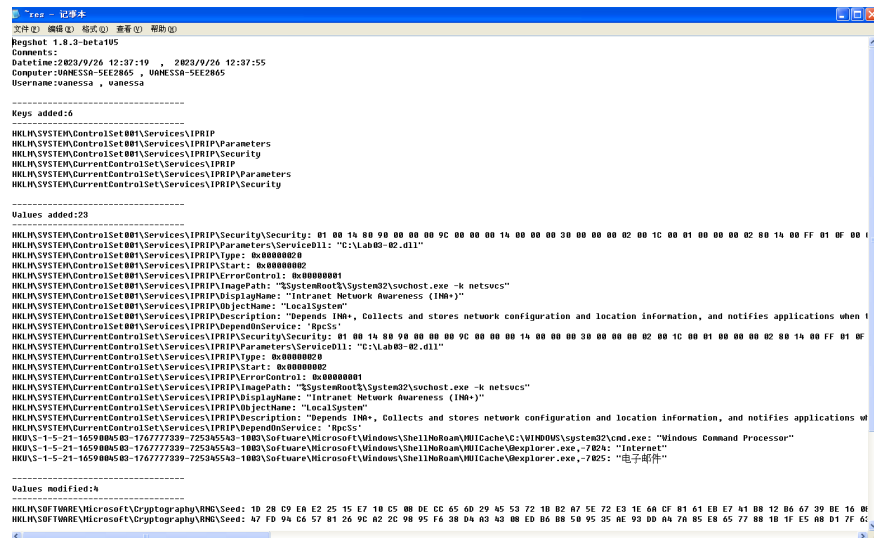 ~res - 记事本
文件(F) 编辑(E) 格式(O) 查看(V) 帮助(H)
Regshot 1.8.3-beta1V5
Comments:
Datetime:2023/9/26 12:37:19 , 2023/9/26 12:37:55
Computer:VANESSA-5EE2865 , VANESSA-5EE2865
Username:vanessa , vanessa
----------------------------------
Keys added:6
----------------------------------
HKLM\SYSTEM\ControlSet001\Services\IPRIP
HKLM\SYSTEM\ControlSet001\Services\IPRIP\Parameters
HKLM\SYSTEM\ControlSet001\Services\IPRIP\Security
HKLM\SYSTEM\CurrentControlSet\Services\IPRIP
HKLM\SYSTEM\CurrentControlSet\Services\IPRIP\Parameters
HKLM\SYSTEM\CurrentControlSet\Services\IPRIP\Security
----------------------------------
Values added:23
----------------------------------
HKLM\SYSTEM\ControlSet001\Services\IPRIP\Security\Security: 01 00 14 80 90 00 00 00 9C 00 00 00 14 00 00 00 30 00 00 00 02 00 1C 00 01 00 00 00 02 80 14 00 FF 01 0F 00
HKLM\SYSTEM\ControlSet001\Services\IPRIP\Parameters\ServiceDll: "C:\Lab03-02.dll"
HKLM\SYSTEM\ControlSet001\Services\IPRIP\Type: 0x00000020
HKLM\SYSTEM\ControlSet001\Services\IPRIP\Start: 0x00000002
HKLM\SYSTEM\ControlSet001\Services\IPRIP\ErrorControl: 0x00000001
HKLM\SYSTEM\ControlSet001\Services\IPRIP\ImagePath: "%SystemRoot%\System32\svchost.exe -k netsvcs"
HKLM\SYSTEM\ControlSet001\Services\IPRIP\DisplayName: "Intranet Network Awareness (INA+)"
HKLM\SYSTEM\ControlSet001\Services\IPRIP\ObjectName: "LocalSystem"
HKLM\SYSTEM\ControlSet001\Services\IPRIP\Description: "Depends INA+, Collects and stores network configuration and location information, and notifies applications when
HKLM\SYSTEM\ControlSet001\Services\IPRIP\DependOnService: 'RpcSs'
HKLM\SYSTEM\CurrentControlSet\Services\IPRIP\Security\Security: 01 00 14 80 90 00 00 00 9C 00 00 00 14 00 00 00 30 00 00 00 02 00 1C 00 01 00 00 00 02 80 14 00 FF 01 0F
HKLM\SYSTEM\CurrentControlSet\Services\IPRIP\Parameters\ServiceDll: "C:\Lab03-02.dll"
HKLM\SYSTEM\CurrentControlSet\Services\IPRIP\Type: 0x00000020
HKLM\SYSTEM\CurrentControlSet\Services\IPRIP\Start: 0x00000002
HKLM\SYSTEM\CurrentControlSet\Services\IPRIP\ErrorControl: 0x00000001
HKLM\SYSTEM\CurrentControlSet\Services\IPRIP\ImagePath: "%SystemRoot%\System32\svchost.exe -k netsvcs"
HKLM\SYSTEM\CurrentControlSet\Services\IPRIP\DisplayName: "Intranet Network Awareness (INA+)"
HKLM\SYSTEM\CurrentControlSet\Services\IPRIP\ObjectName: "LocalSystem"
HKLM\SYSTEM\CurrentControlSet\Services\IPRIP\Description: "Depends INA+, Collects and stores network configuration and location information, and notifies applications
HKLM\SYSTEM\CurrentControlSet\Services\IPRIP\DependOnService: 'RpcSs'
HKU\S-1-5-21-1659004503-1767777339-725345543-1003\Software\Microsoft\Windows\ShellNoRoam\MUICache\C:\WINDOWS\system32\cmd.exe: "Windows Command Processor"
HKU\S-1-5-21-1659004503-1767777339-725345543-1003\Software\Microsoft\Windows\ShellNoRoam\MUICache\@explorer.exe,-7024: "Internet"
HKU\S-1-5-21-1659004503-1767777339-725345543-1003\Software\Microsoft\Windows\ShellNoRoam\MUICache\@explorer.exe,-7025: "电子邮件"
----------------------------------
Values modified:4
----------------------------------
HKLM\SOFTWARE\Microsoft\Cryptography\RNG\Seed: 1D 28 C9 EA E2 25 15 E7 10 C5 08 DE CC 65 6D 29 45 53 72 1B B2 A7 5E 72 E3 1E 6A CF 81 61 EB E7 41 B8 12 B6 67 39 BE 16
HKLM\SOFTWARE\Microsoft\Cryptography\RNG\Seed: 47 FD 94 C6 57 81 26 9C A2 2C 98 95 F6 38 D4 A3 43 08 ED B6 B8 50 95 35 AE 93 DD A4 7A 85 E8 65 77 88 1B 1F E5 A8 D1 7F